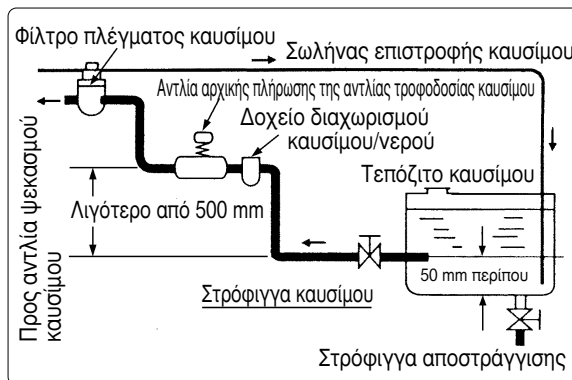 Φίλτρο πλέγματος καυσίμου
Σωλήνας επιστροφής καυσίμου
Αντλία αρχικής πλήρωσης της αντλίας τροφοδοσίας καυσίμου
Δοχείο διαχωρισμού
καυσίμου/νερού
Τεπόζιτο καυσίμου
Λιγότερο από 500 mm
Προς αντλία ψεκασμού
καυσίμου
50 mm περίπου
Στρόφιγγα καυσίμου
Στρόφιγγα αποστράγγισης